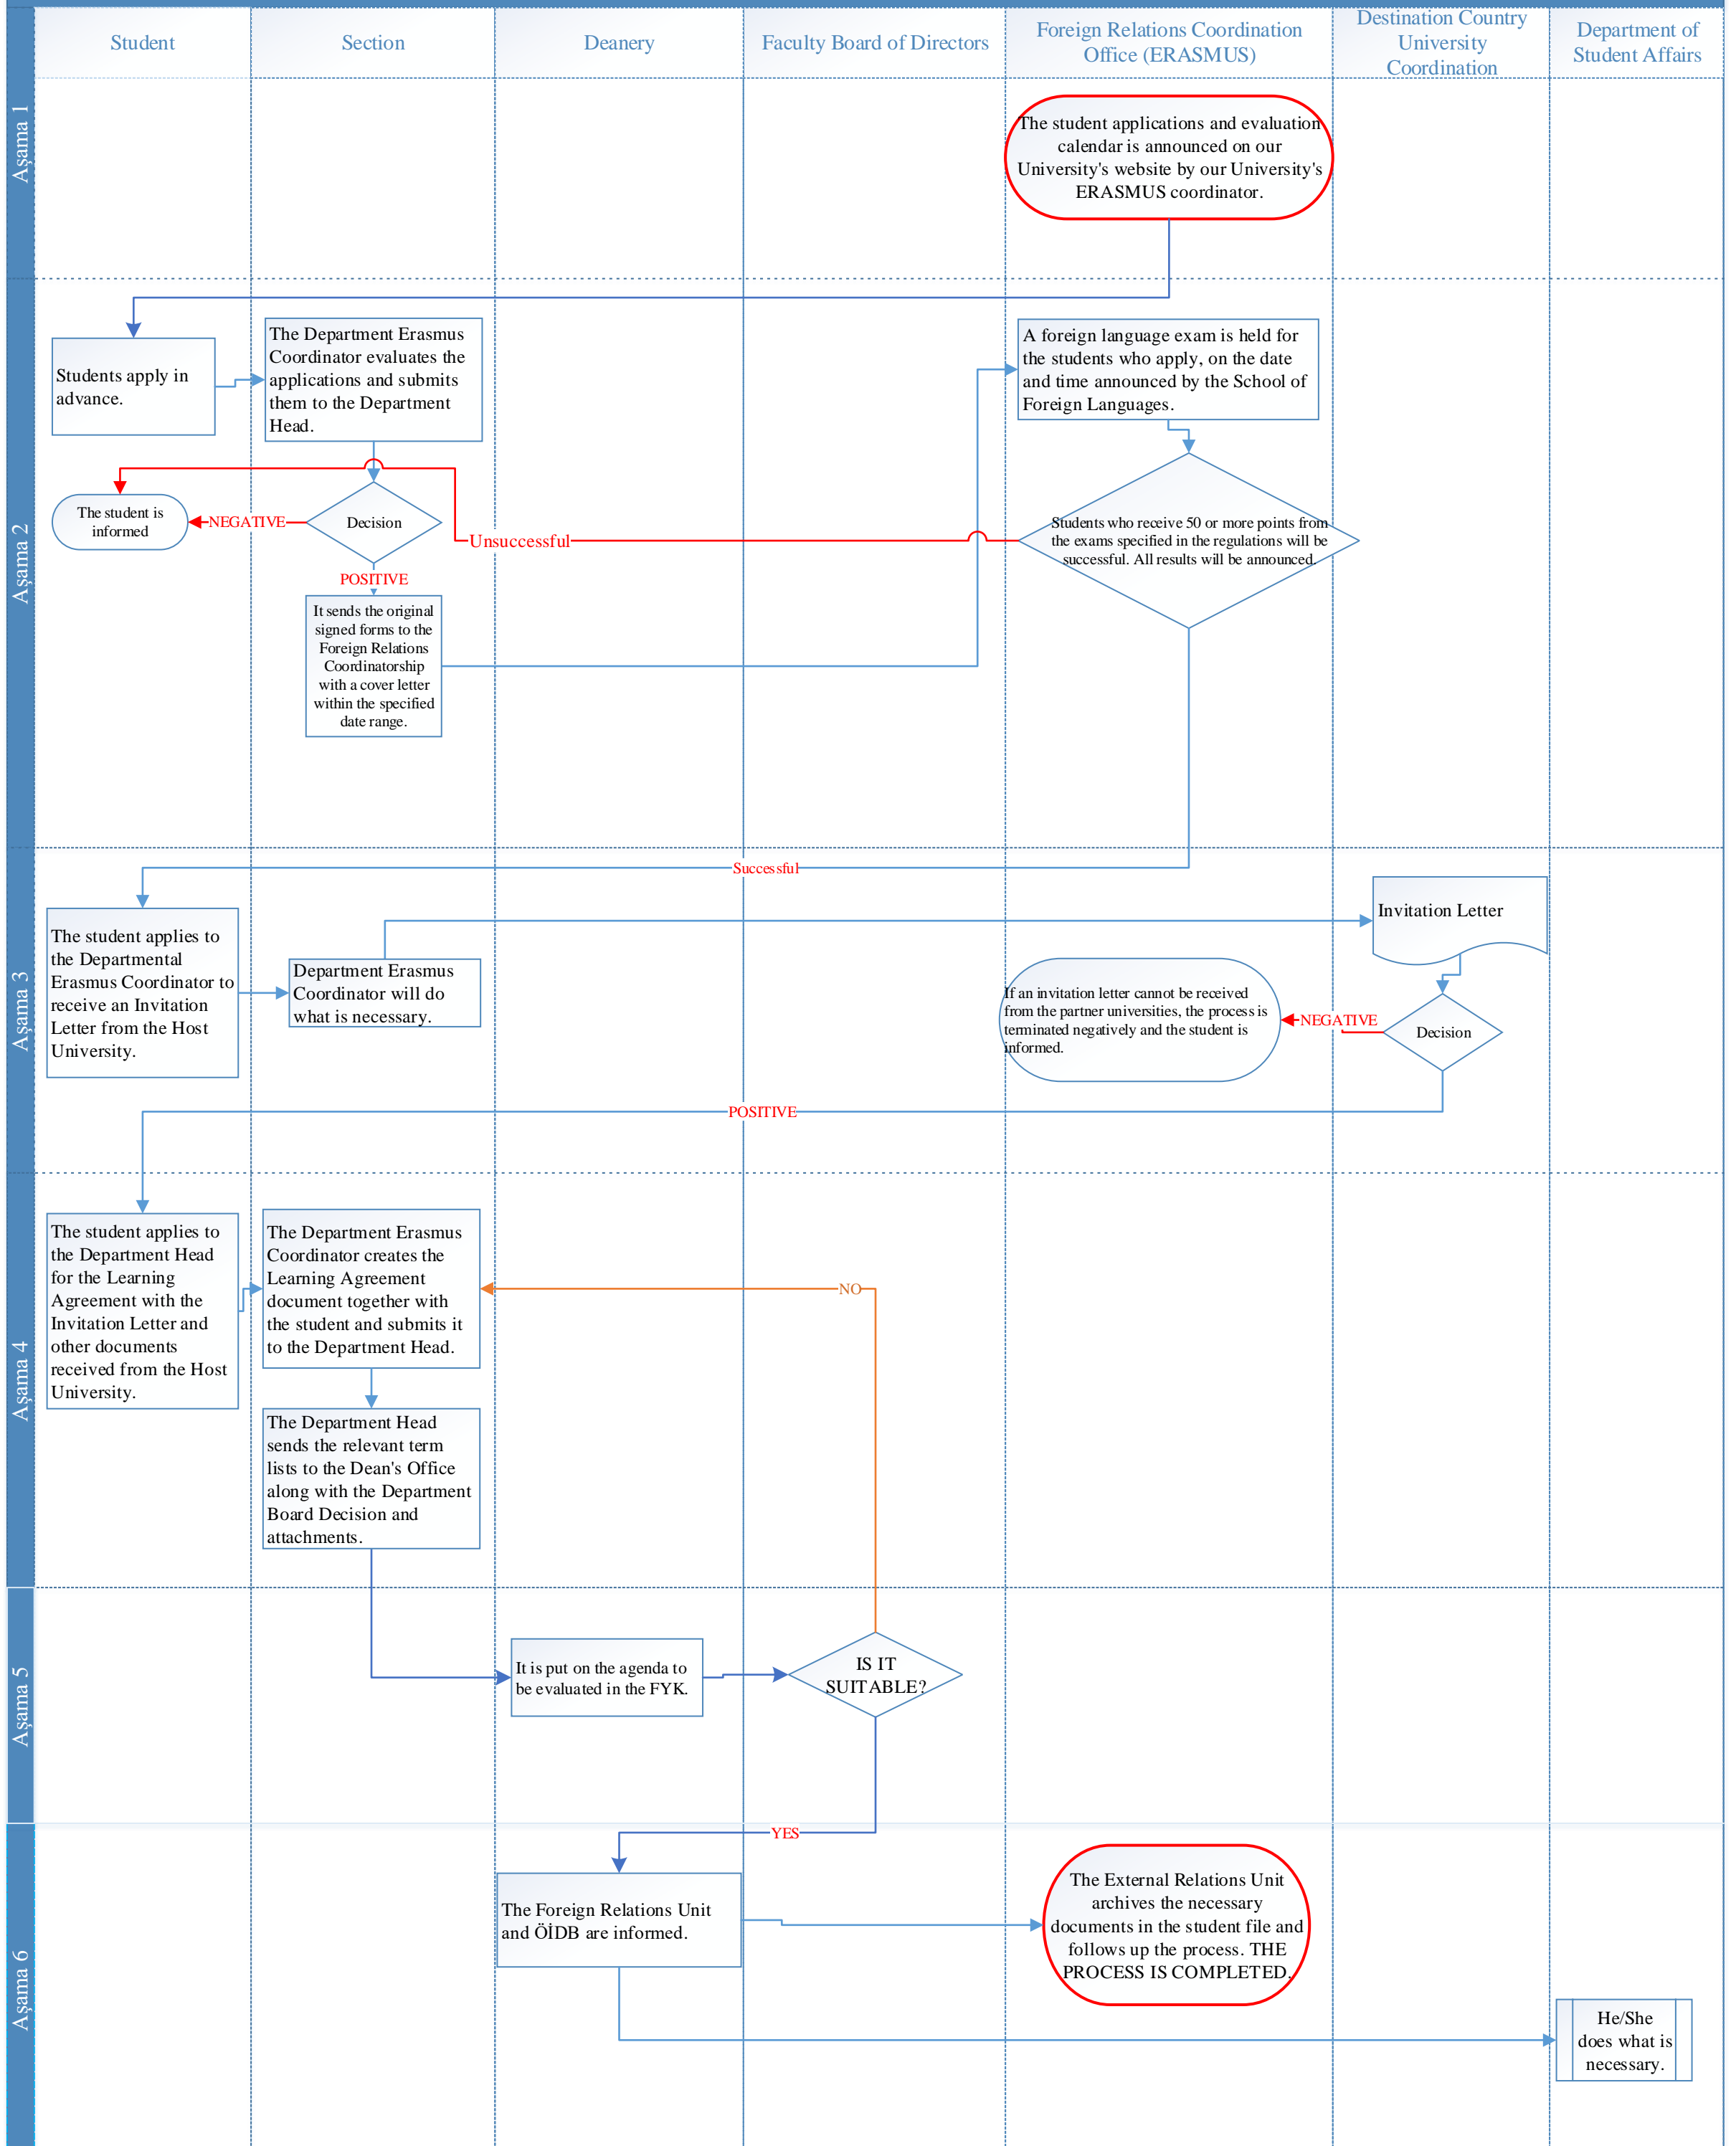 Student
Section
Deanery
Faculty Board of Directors
Foreign Relations Coordination
Office (ERASMUS)
Destination Country
University
Coordination
Department of
Student Affairs
Aşama 1
The student applications and evaluation
calendar is announced on our
University's website by our University's
ERASMUS coordinator.
Aşama 2
Students apply in
advance.
The Department Erasmus
Coordinator evaluates the
applications and submits
them to the Department
Head.
A foreign language exam is held for
the students who apply, on the date
and time announced by the School of
Foreign Languages.
The student is
informed
NEGATIVE
Decision
Unsuccessful
Students who receive 50 or more points from
the exams specified in the regulations will be
successful. All results will be announced.
POSITIVE
It sends the original
signed forms to the
Foreign Relations
Coordinatorship
with a cover letter
within the specified
date range.
Aşama 3
Successful
The student applies to
the Departmental
Erasmus Coordinator to
receive an Invitation
Letter from the Host
University.
Department Erasmus
Coordinator will do
what is necessary.
Invitation Letter
If an invitation letter cannot be received
from the partner universities, the process is
terminated negatively and the student is
informed.
NEGATIVE
Decision
POSITIVE
Aşama 4
The student applies to
the Department Head
for the Learning
Agreement with the
Invitation Letter and
other documents
received from the Host
University.
The Department Erasmus
Coordinator creates the
Learning Agreement
document together with
the student and submits it
to the Department Head.
NO
The Department Head
sends the relevant term
lists to the Dean's Office
along with the Department
Board Decision and
attachments.
Aşama 5
It is put on the agenda to
be evaluated in the FYK.
IS IT
SUITABLE?
YES
Aşama 6
The Foreign Relations Unit
and ÖİDB are informed.
The External Relations Unit
archives the necessary
documents in the student file and
follows up the process. THE
PROCESS IS COMPLETED.
He/She
does what is
necessary.